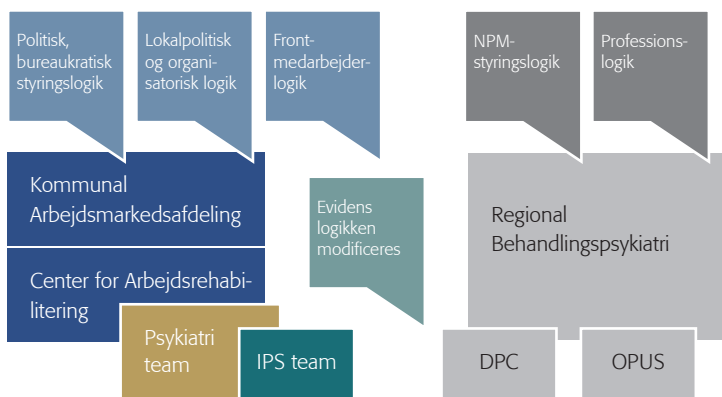 Politisk,
bureaukratisk
styringslogik
Lokalpolitisk
og organi-
satorisk logik
Front-
medarbejder-
logik
NPM-
styringslogik
Professions-
logik
Kommunal
Arbejdsmarkedsafdeling
Evidens
logikken
modificeres
Regional
Behandlingspsykiatri
Center for Arbejdsrehabi-
litering
Psykiatri
team
IPS team
DPC
OPUS